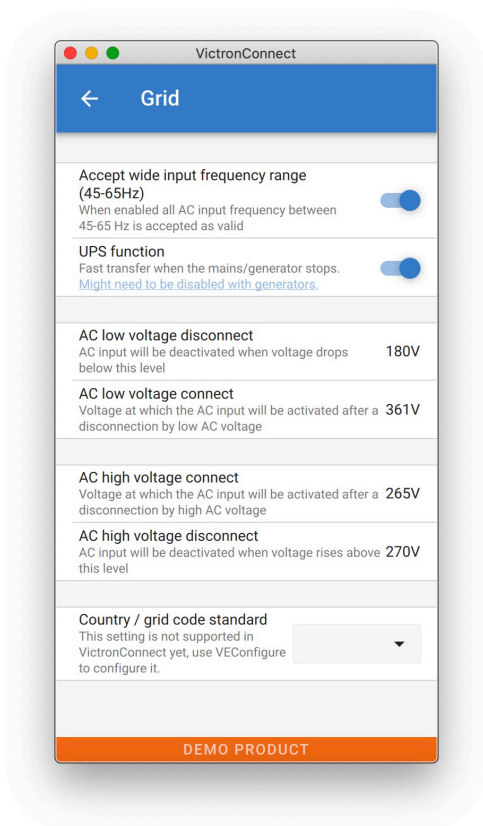 VictronConnect
Grid
Accept wide input frequency range
(45-65Hz)
When enabled all AC input frequency between
45-65 Hz is accepted as valid
UPS function
Fast transfer when the mains/generator stops.
Might need to be disabled with generators.
AC low voltage disconnect
AC input will be deactivated when voltage drops
below this level
180V
AC low voltage connect
Voltage at which the AC input will be activated after a
disconnection by low AC voltage
361V
AC high voltage connect
Voltage at which the AC input will be activated after a
disconnection by high AC voltage
265V
AC high voltage disconnect
AC input will be deactivated when voltage rises above
this level
270V
Country / grid code standard
This setting is not supported in
VictronConnect yet, use VEConfigure
to configure it.
DEMO PRODUCT